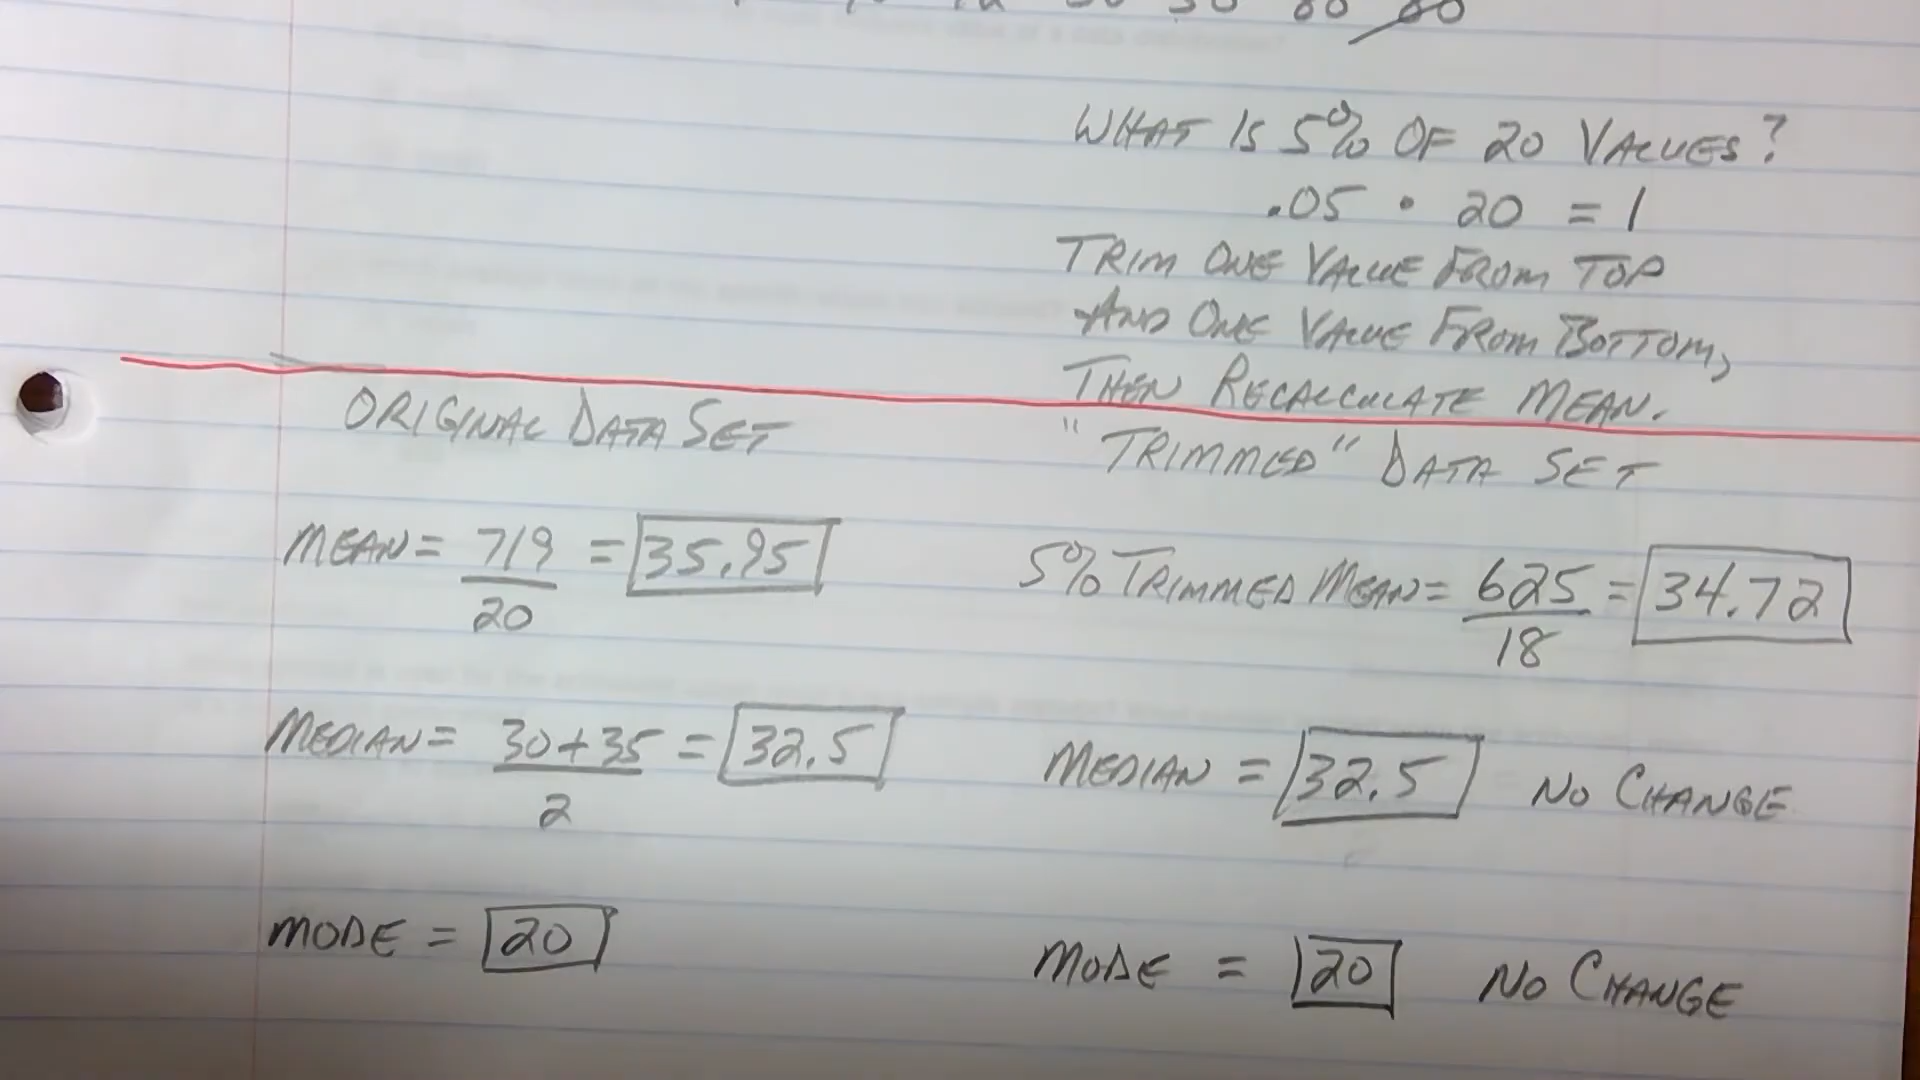 WHAT IS 5% OF 20 VALUES?
.05 • 20 = 1
TRIM ONE VALUE FROM TOP
AND ONE VALUE FROM BOTTOM,
THEN RECALCULATE MEAN.
ORIGINAL DATA SET
MEAN = 719/20 = 35.95
MEDIAN = 30+35/2 = 32.5
MODE = 20
"TRIMMED" DATA SET
5% TRIMMED MEAN = 625/18 = 34.72
MEDIAN = 32.5 NO CHANGE
MODE = 20 NO CHANGE